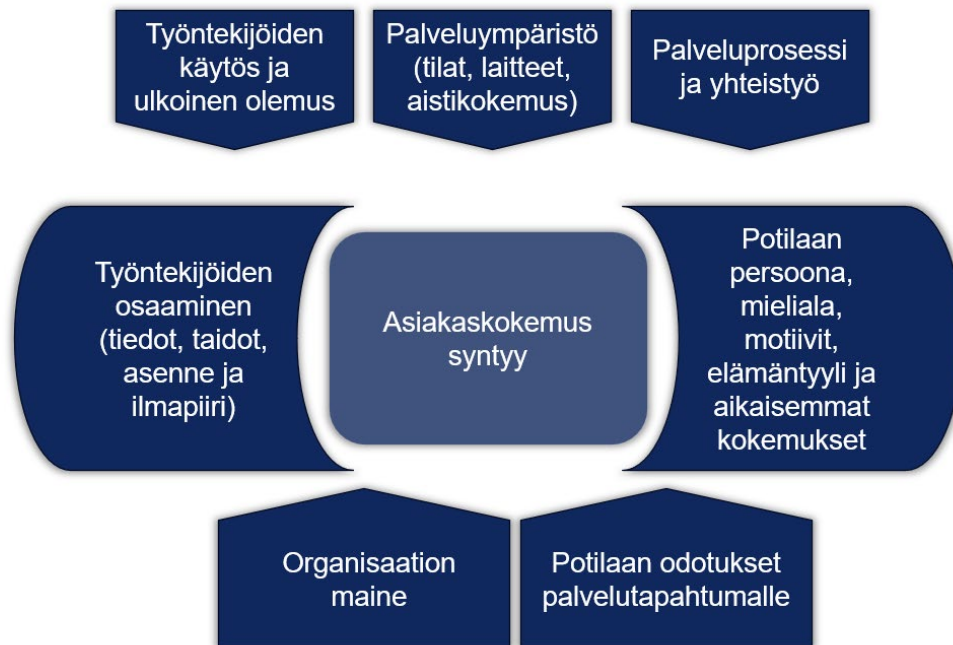 Työntekijöiden
käytös ja
ulkoinen olemus
Palveluympäristö
(tilat, laitteet,
aistikokemus)
Palveluprosessi
ja yhteistyö
Työntekijöiden
osaaminen
(tiedot, taidot,
asenne ja
ilmapiiri)
Asiakaskokemus
syntyy
Potilaan
persoona,
mieliala,
motiivit,
elämäntyyli ja
aikaisemmat
kokemukset
Organisaation
maine
Potilaan odotukset
palvelutapahtumalle